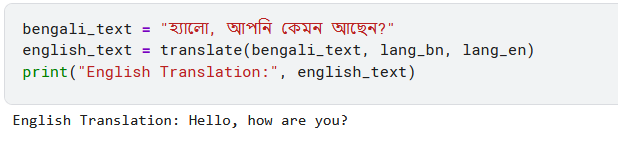 bengali_text = "হ্যালো, আপনি কেমন আছেন?"
english_text = translate(bengali_text, lang_bn, lang_en)
print("English Translation:", english_text)
English Translation: Hello, how are you?